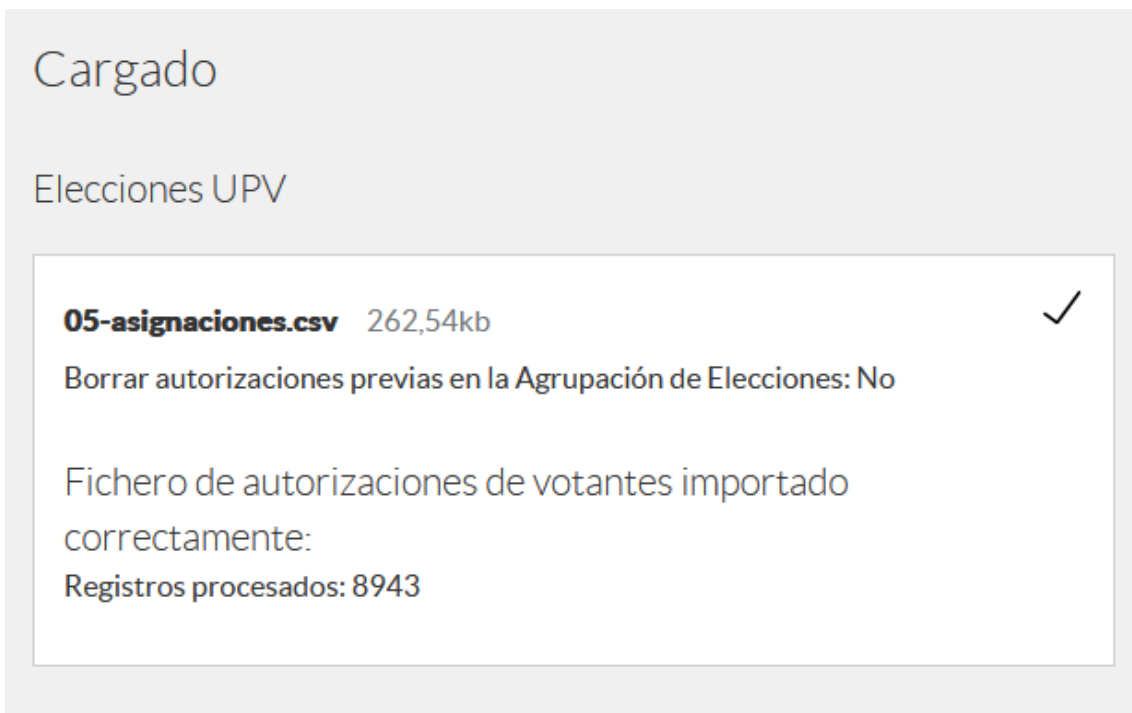 Cargado
Elecciones UPV
05-asignaciones.csv 262,54kb
Borrar autorizaciones previas en la Agrupación de Elecciones: No
Fichero de autorizaciones de votantes importado
correctamente:
Registros procesados: 8943